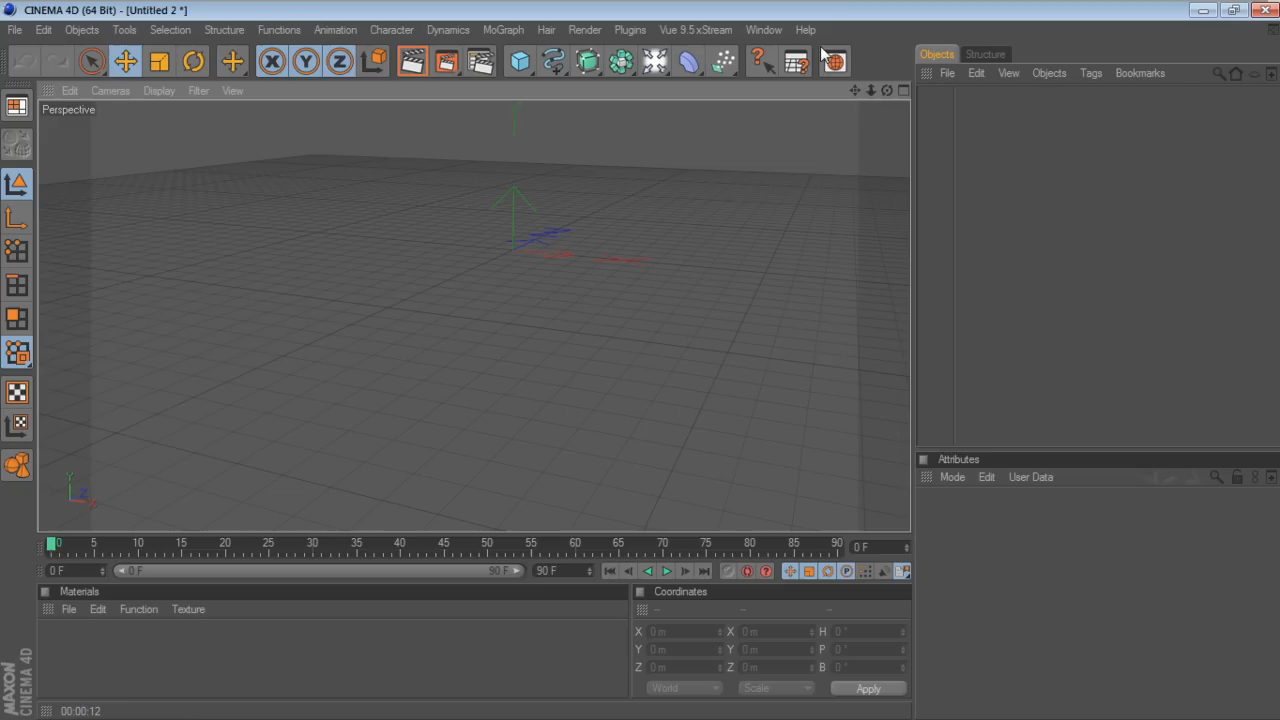 CINEMA 4D (64 Bit) - [Untitled 2 *]
File Edit Objects Tools Selection Structure Functions Animation Character Dynamics MoGraph Hair Render Plugins Vue 9.5 xStream Window Help
X Y Z
Objects Structure
File Edit View Objects Tags Bookmarks
Edit Cameras Display Filter View
Perspective
Y Z X
Attributes
Mode Edit User Data
0 5 10 15 20 25 30 35 40 45 50 55 60 65 70 75 80 85 90 0 F
0 F 0 F 90 F 90 F
Materials
File Edit Function Texture
Coordinates
-- -- --
X 0 m X 0 m H 0 °
Y 0 m Y 0 m P 0 °
Z 0 m Z 0 m B 0 °
World Scale Apply
MAXON
CINEMA 4D
00:00:12